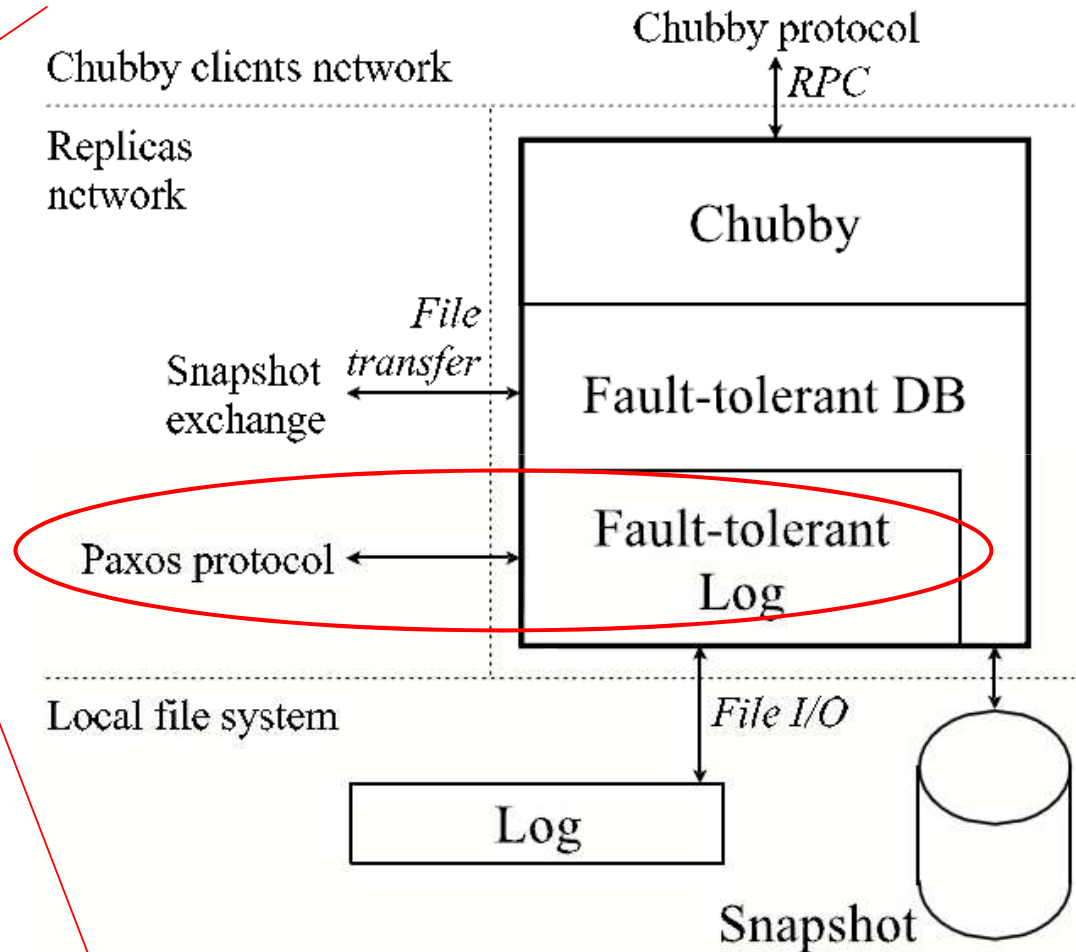 Chubby protocol
Chubby clients network
RPC
Replicas
network
Chubby
File
transfer
Snapshot
exchange
Fault-tolerant DB
Fault-tolerant
Log
Paxos protocol
Local file system
File I/O
Log
Snapshot